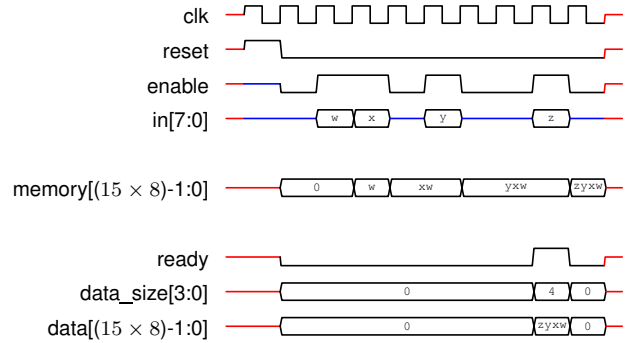 clk
reset
enable
in[7:0] w x y z
memory[(15 × 8)-1:0] 0 w xw yxw zyxw
ready
data_size[3:0] 0 4 0
data[(15 × 8)-1:0] 0 zyxw 0